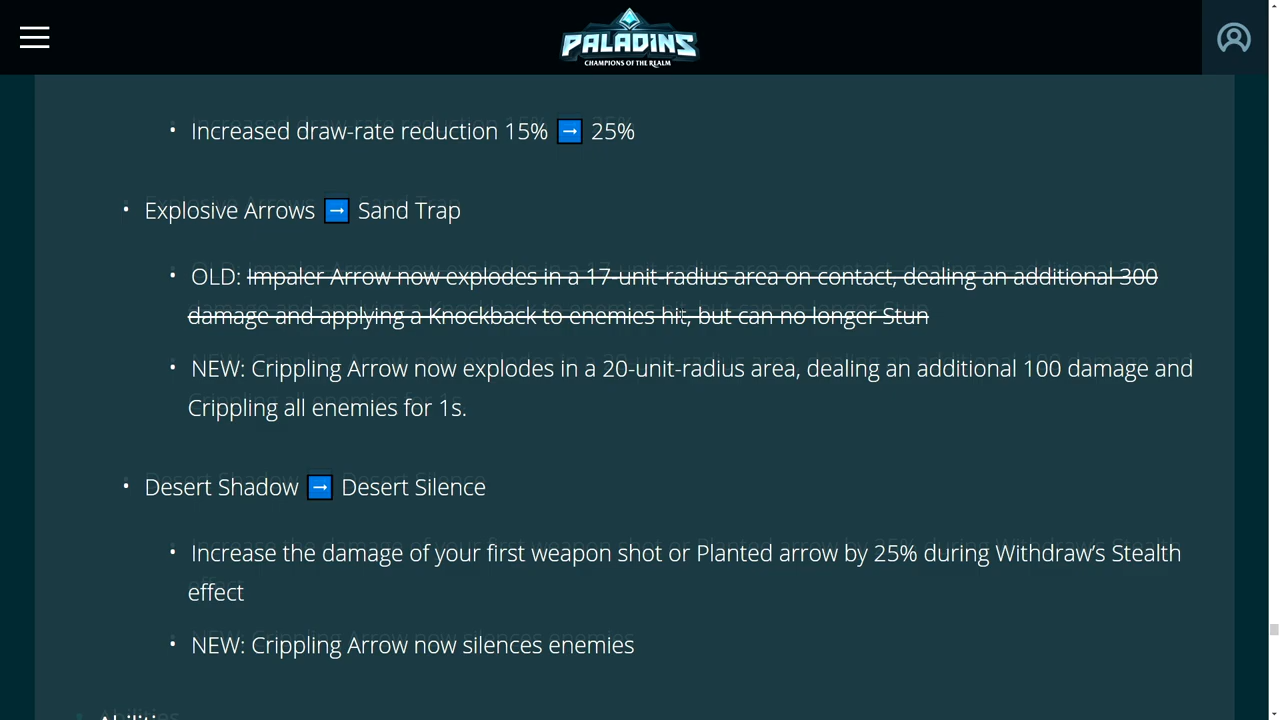 PALADINS
CHAMPIONS OF THE REALM
• Increased draw-rate reduction 15% ➡ 25%
• Explosive Arrows ➡ Sand Trap
• OLD: Impaler Arrow now explodes in a 17-unit-radius area on contact, dealing an additional 300
damage and applying a Knockback to enemies hit, but can no longer Stun
• NEW: Crippling Arrow now explodes in a 20-unit-radius area, dealing an additional 100 damage and
Crippling all enemies for 1s.
• Desert Shadow ➡ Desert Silence
• Increase the damage of your first weapon shot or Planted arrow by 25% during Withdraw’s Stealth
effect
• NEW: Crippling Arrow now silences enemies